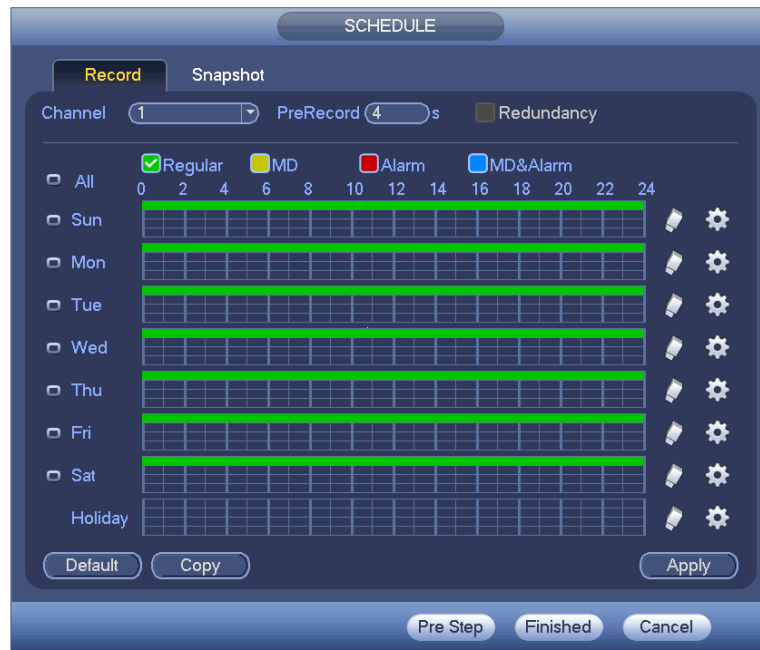 SCHEDULE
Record Snapshot
Channel 1 PreRecord 4 s Redundancy
Regular MD Alarm MD&Alarm
All 0 2 4 6 8 10 12 14 16 18 20 22 24
Sun
Mon
Tue
Wed
Thu
Fri
Sat
Holiday
Default Copy Apply
Pre Step Finished Cancel